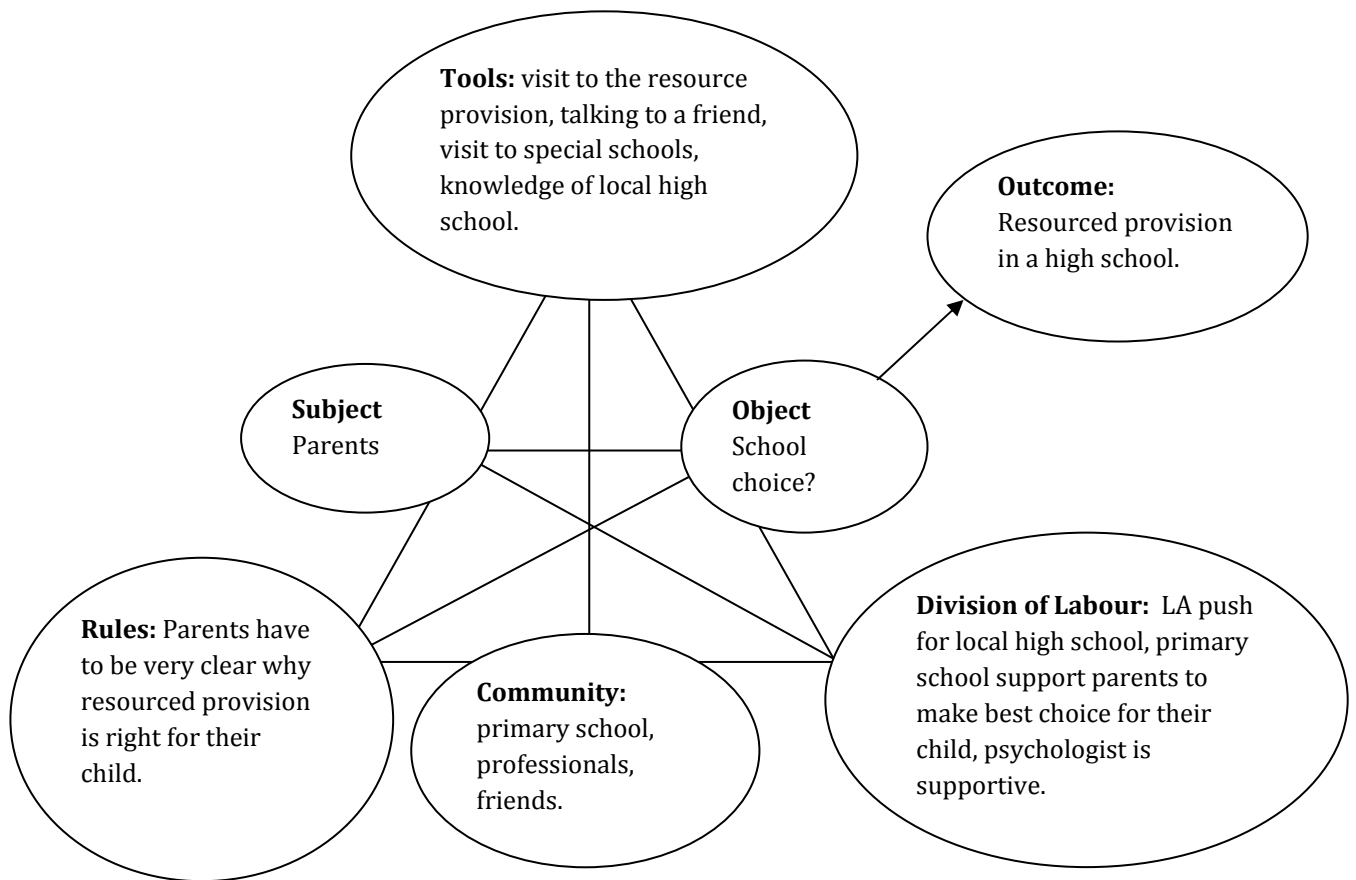 Tools: visit to the resource
provision, talking to a friend,
visit to special schools,
knowledge of local high
school.
Outcome:
Resourced provision
in a high school.
Subject
Parents
Object
School
choice?
Rules: Parents have
to be very clear why
resourced provision
is right for their
child.
Community:
primary school,
professionals,
friends.
Division of Labour:  LA push
for local high school, primary
school support parents to
make best choice for their
child, psychologist is
supportive.